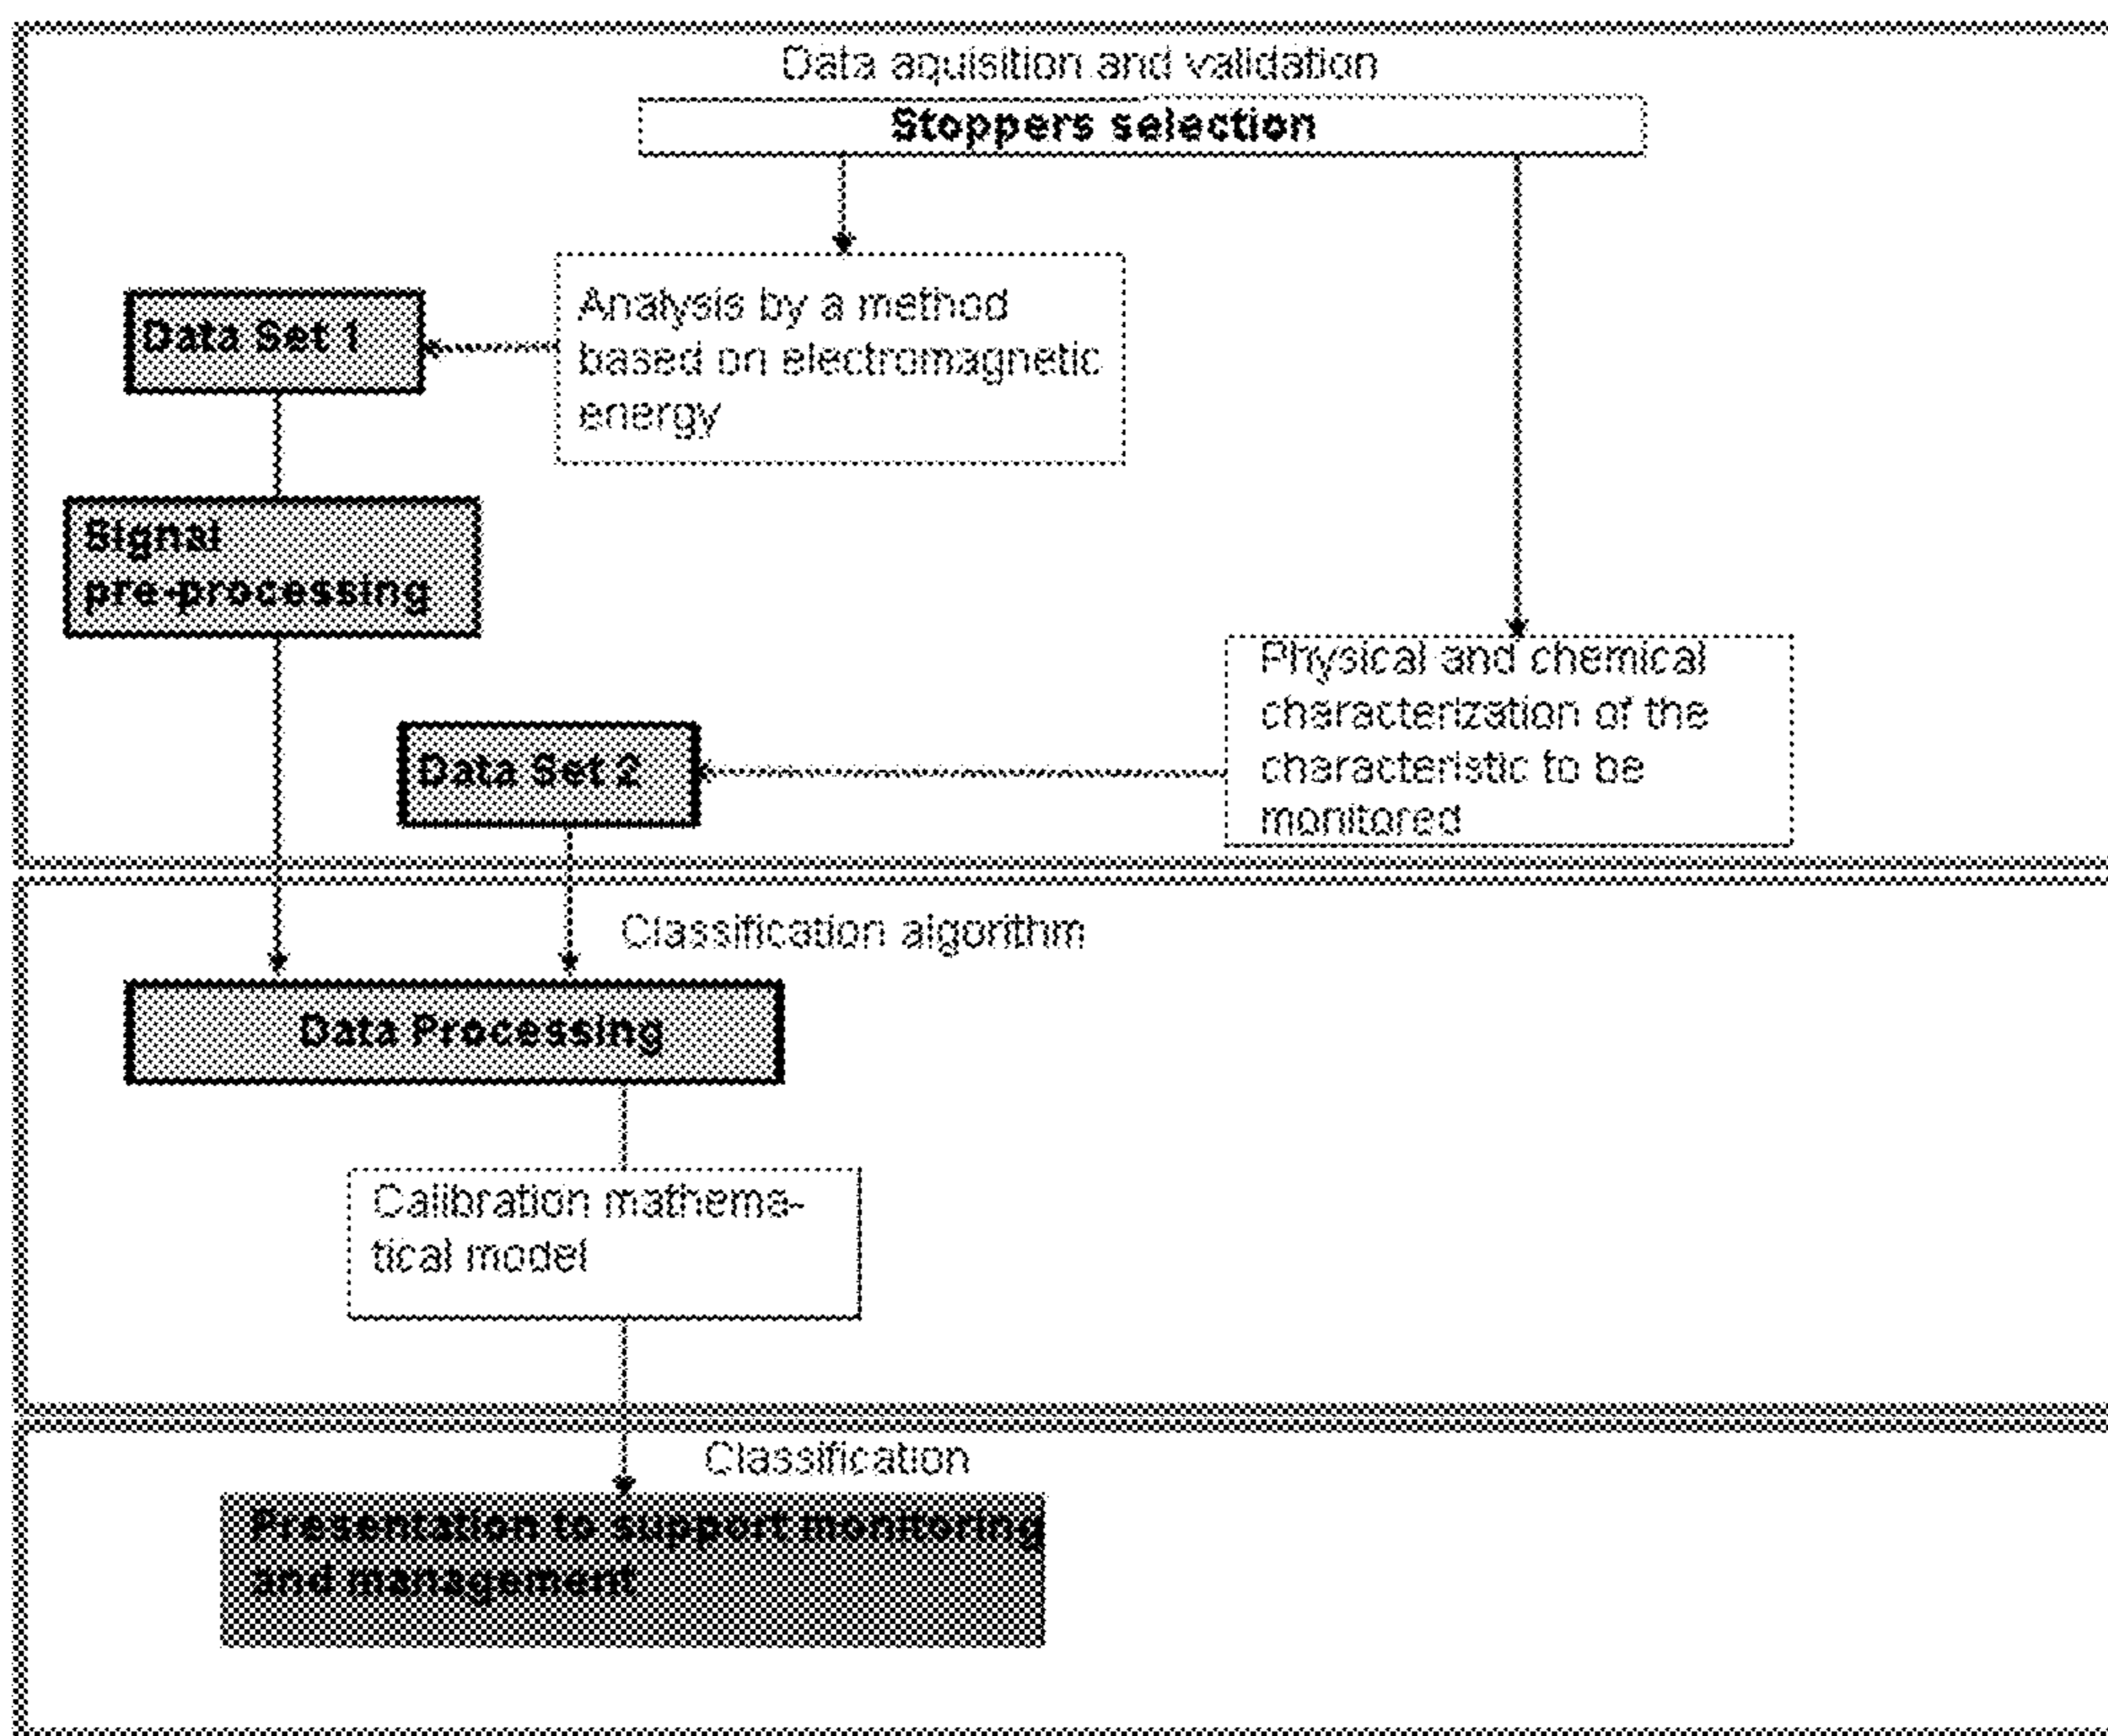 Data aquisition and validation
Stoppers selection
Analysis by a method
based on electromagnetic
energy
Data Set 1
Signal
pre-processing
Physical and chemical
characterization of the
characteristic to be
monitored
Data Set 2
Classification algorithm
Data Processing
Calibration mathema-
tical model
Classification
Presentation to support monitoring
and management